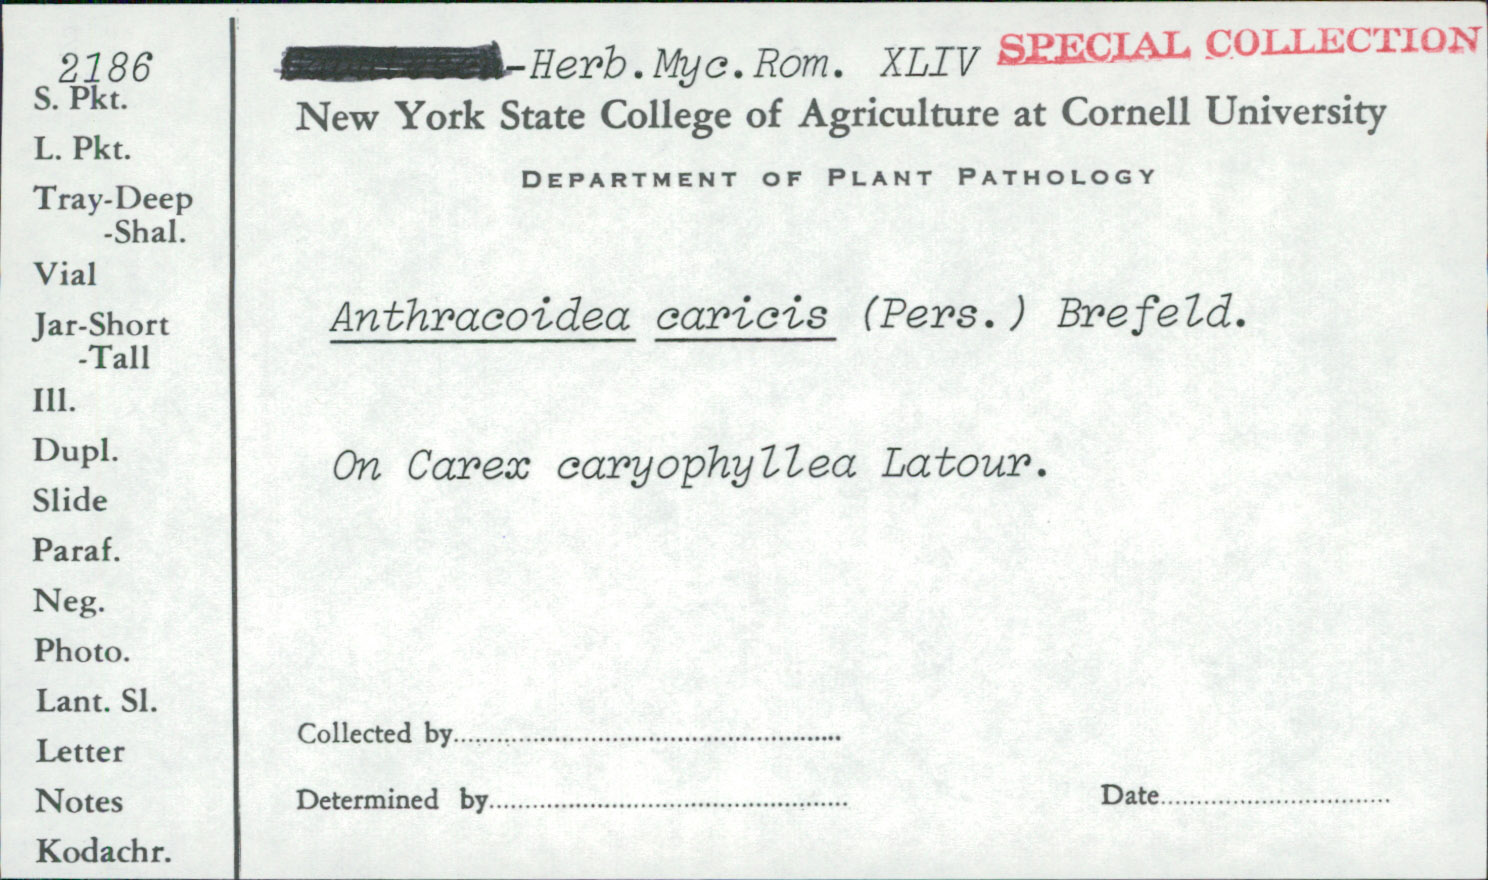 2186
S. Pkt.
L. Pkt.
Tray-Deep
-Shal.
Vial
Jar-Short
-Tall
Ill.
Dupl.
Slide
Paraf.
Neg.
Photo.
Lant. Sl.
Letter
Notes
Kodachr.
-Herb.Myc.Rom. XLIV SPECIAL COLLECTION
New York State College of Agriculture at Cornell University
DEPARTMENT OF PLANT PATHOLOGY
Anthracoidea caricis (Pers.) Brefeld.
On Carex caryophyllea Latour.
Collected by
Determined by Date